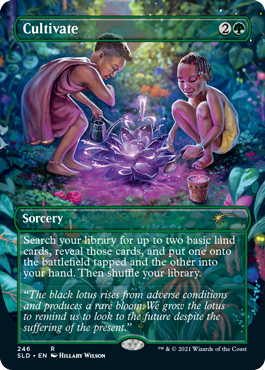 Cultivate 2
Sorcery
Search your library for up to two basic land
cards, reveal those cards, and put one onto
the battlefield tapped and the other into
your hand. Then shuffle your library.
“The black lotus rises from adverse conditions
and produces a rare bloom. We grow the lotus
to remind us to look to the future despite the
suffering of the present.”
246 R
SLD • EN HILLARY WILSON
™ & © 2021 Wizards of the Coast